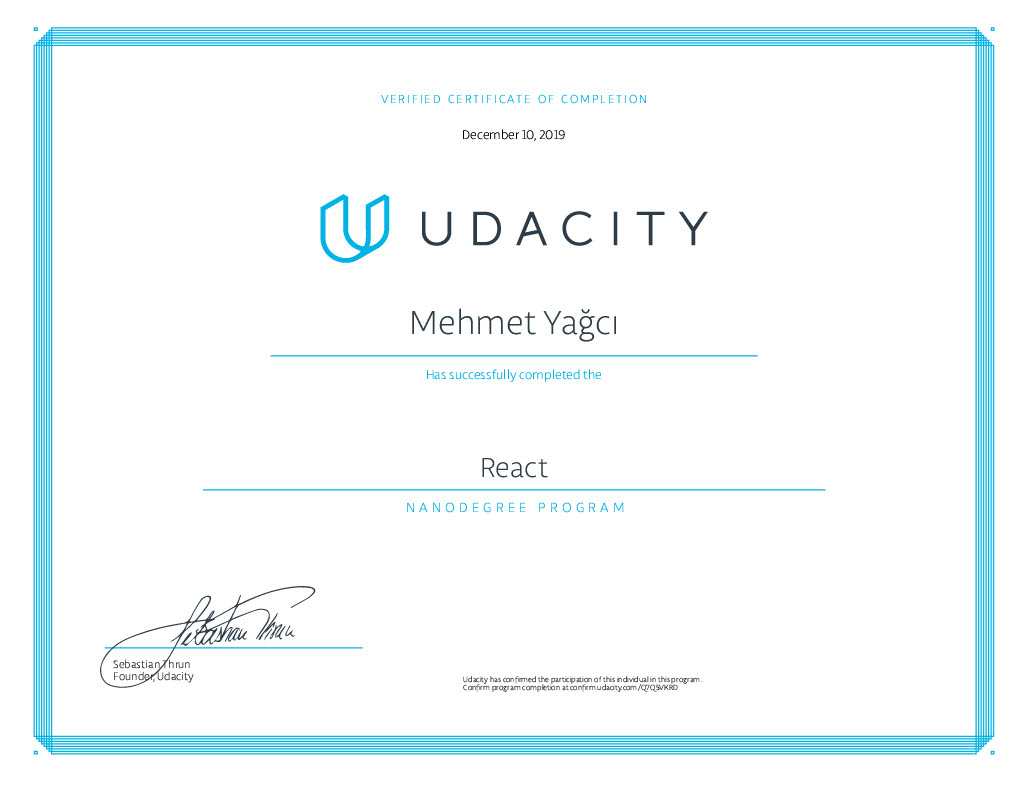 VERIFIED CERTIFICATE OF COMPLETION
December 10, 2019
UDACITY
Mehmet Yağcı
Has successfully completed the
React
NANODEGREE PROGRAM
Sebastian Thrun
Sebastian Thrun
Founder, Udacity
Udacity has confirmed the participation of this individual in this program.
Confirm program completion at confirm.udacity.com/Q7Q5VKRD